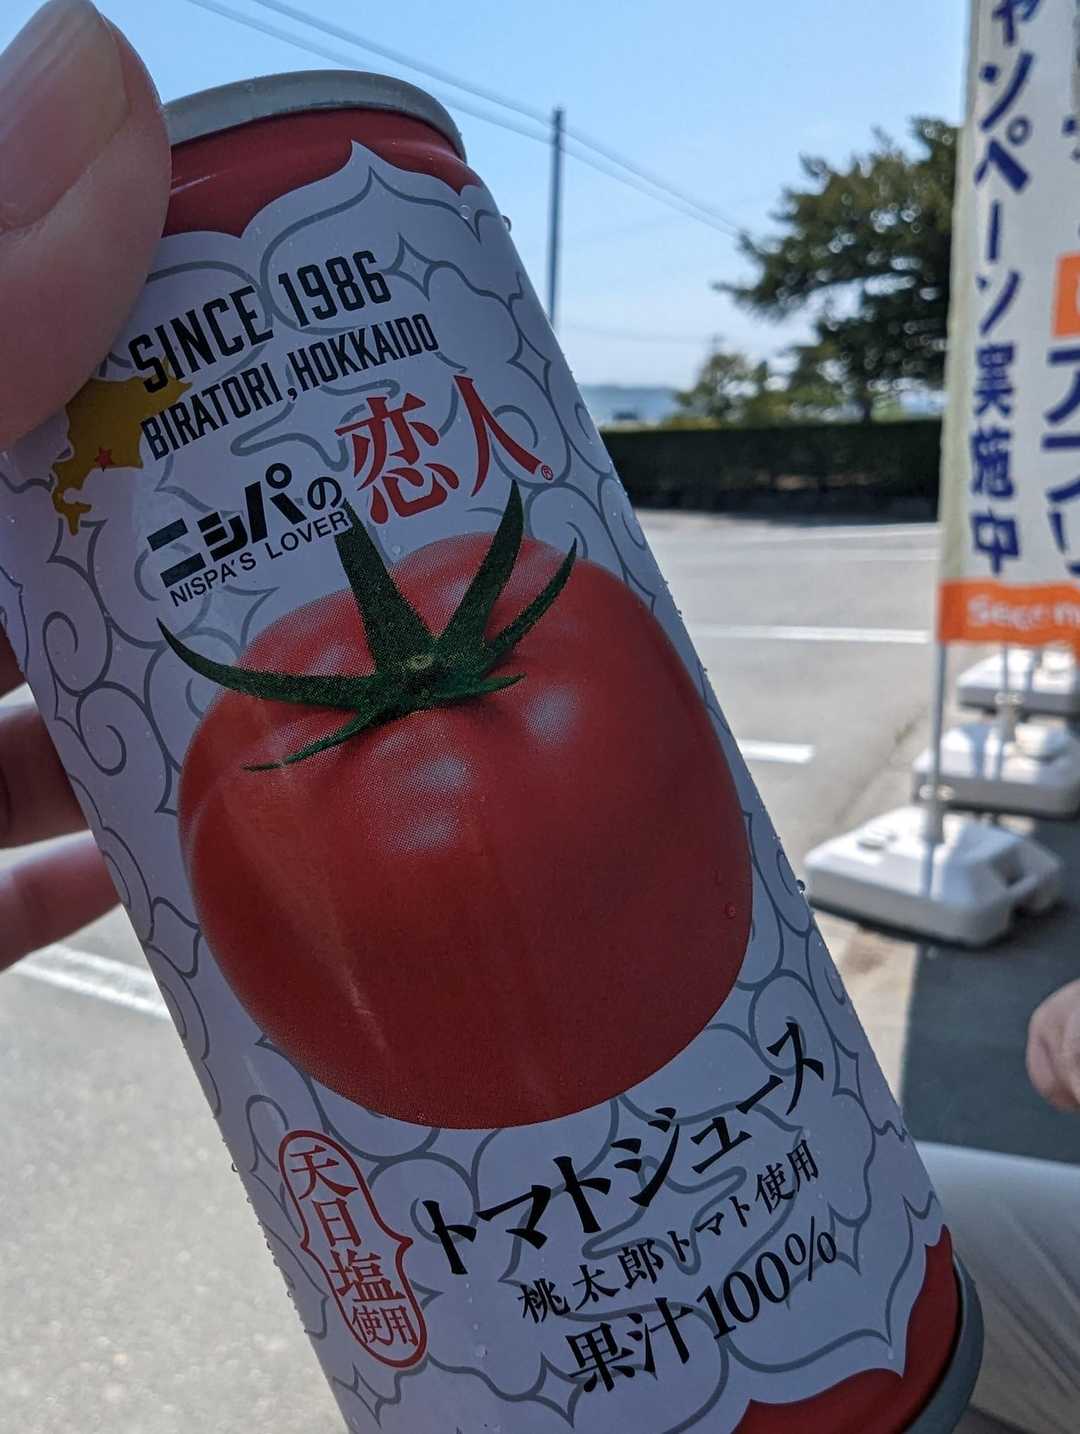 SINCE 1986
BIRATORI, HOKKAIDO
ニシパの恋人®
NISPA'S LOVER
トマトジュース
桃太郎トマト使用
果汁100%
天日塩
使用
ャンペーン実施中